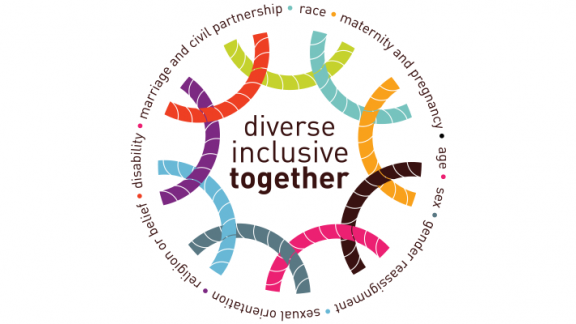 diverse
inclusive
together
marriage and civil partnership • race • maternity and pregnancy • age • sex • gender reassignment • sexual orientation • religion or belief • disability •